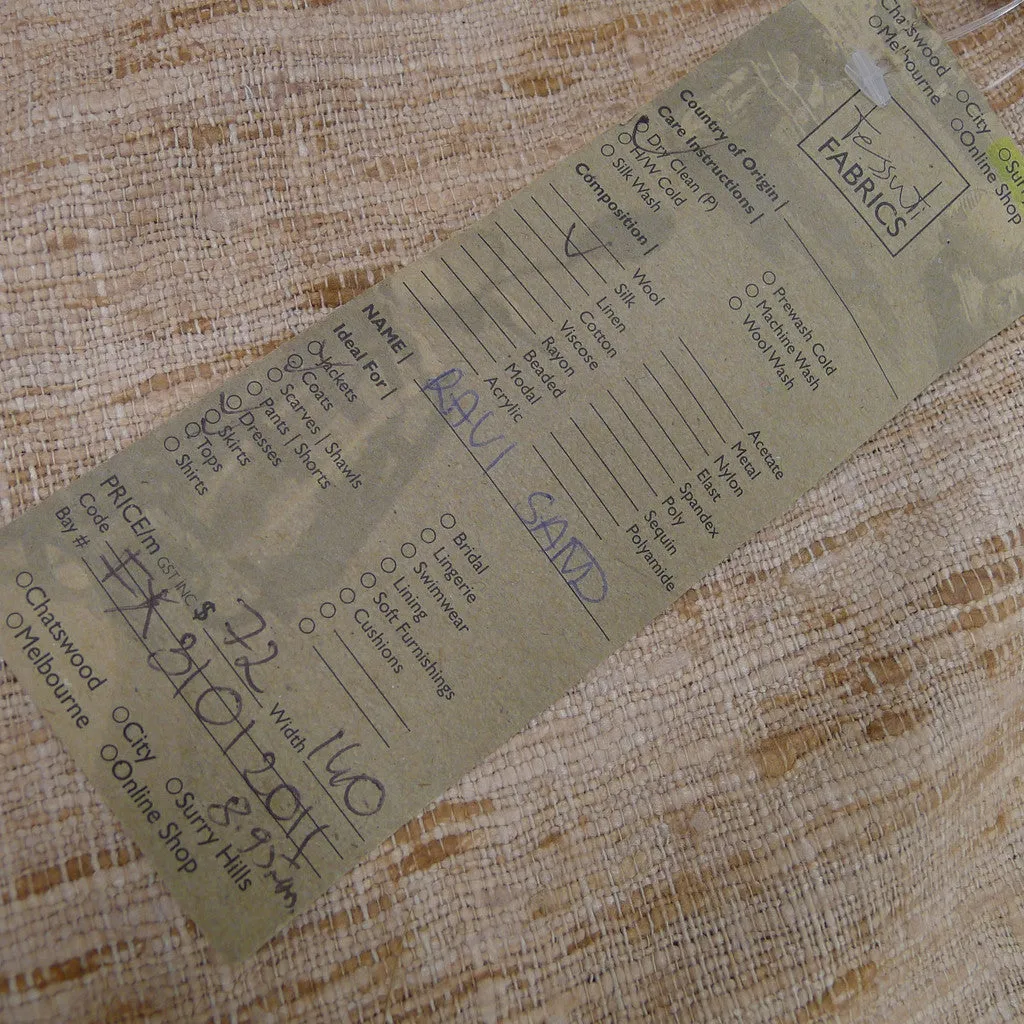 Chatswood
Melbourne
City
Online Shop
tessuti
FABRICS
Country of Origin |
Care Instructions |
Dry Clean (P)
H/W Cold
Silk Wash
Prewash Cold
Machine Wash
Wool Wash
Composition |
Wool
Silk
Linen
Cotton
Viscose
Rayon
Beaded
Modal
Acrylic
Acetate
Metal
Nylon
Elast
Spandex
Poly
Sequin
Polyamide
NAME | RAVI SAND
Ideal For |
Jackets
Coats
Scarves | Shawls
Pants | Shorts
Dresses
Skirts
Tops
Shirts
Bridal
Lingerie
Swimwear
Lining
Soft Furnishings
Cushions
PRICE/m GST INC $ 72 Width 140
Code
Bay #
Chatswood
Melbourne
City
Online Shop
Surry Hills